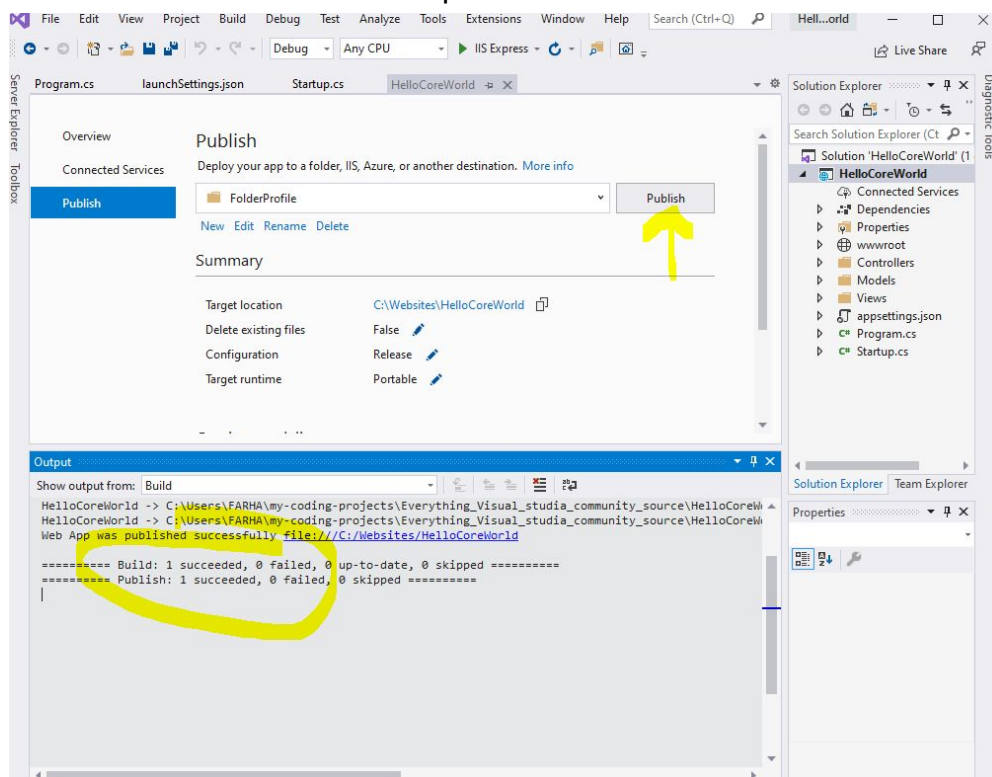 File Edit View Project Build Debug Test Analyze Tools Extensions Window Help Search (Ctrl+Q) Hell...orld
Debug Any CPU IIS Express Live Share
Server Explorer
Toolbox
Program.cs launchSettings.json Startup.cs HelloCoreWorld
Overview
Connected Services
Publish
Publish
Deploy your app to a folder, IIS, Azure, or another destination. More info
FolderProfile Publish
New Edit Rename Delete
Summary
Target location C:\Websites\HelloCoreWorld
Delete existing files False
Configuration Release
Target runtime Portable
Output
Show output from: Build
HelloCoreWorld -> C:\Users\FARHA\my-coding-projects\Everything_Visual_studia_community_source\HelloCoreW
HelloCoreWorld -> C:\Users\FARHA\my-coding-projects\Everything_Visual_studia_community_source\HelloCoreW
Web App was published successfully file:///C:/Websites/HelloCoreWorld
========== Build: 1 succeeded, 0 failed, 0 up-to-date, 0 skipped ==========
========== Publish: 1 succeeded, 0 failed, 0 skipped ==========
Solution Explorer
Search Solution Explorer (Ct
Solution 'HelloCoreWorld' (1
HelloCoreWorld
Connected Services
Dependencies
Properties
wwwroot
Controllers
Models
Views
appsettings.json
C# Program.cs
C# Startup.cs
Solution Explorer Team Explorer
Properties
Diagnostic Tools